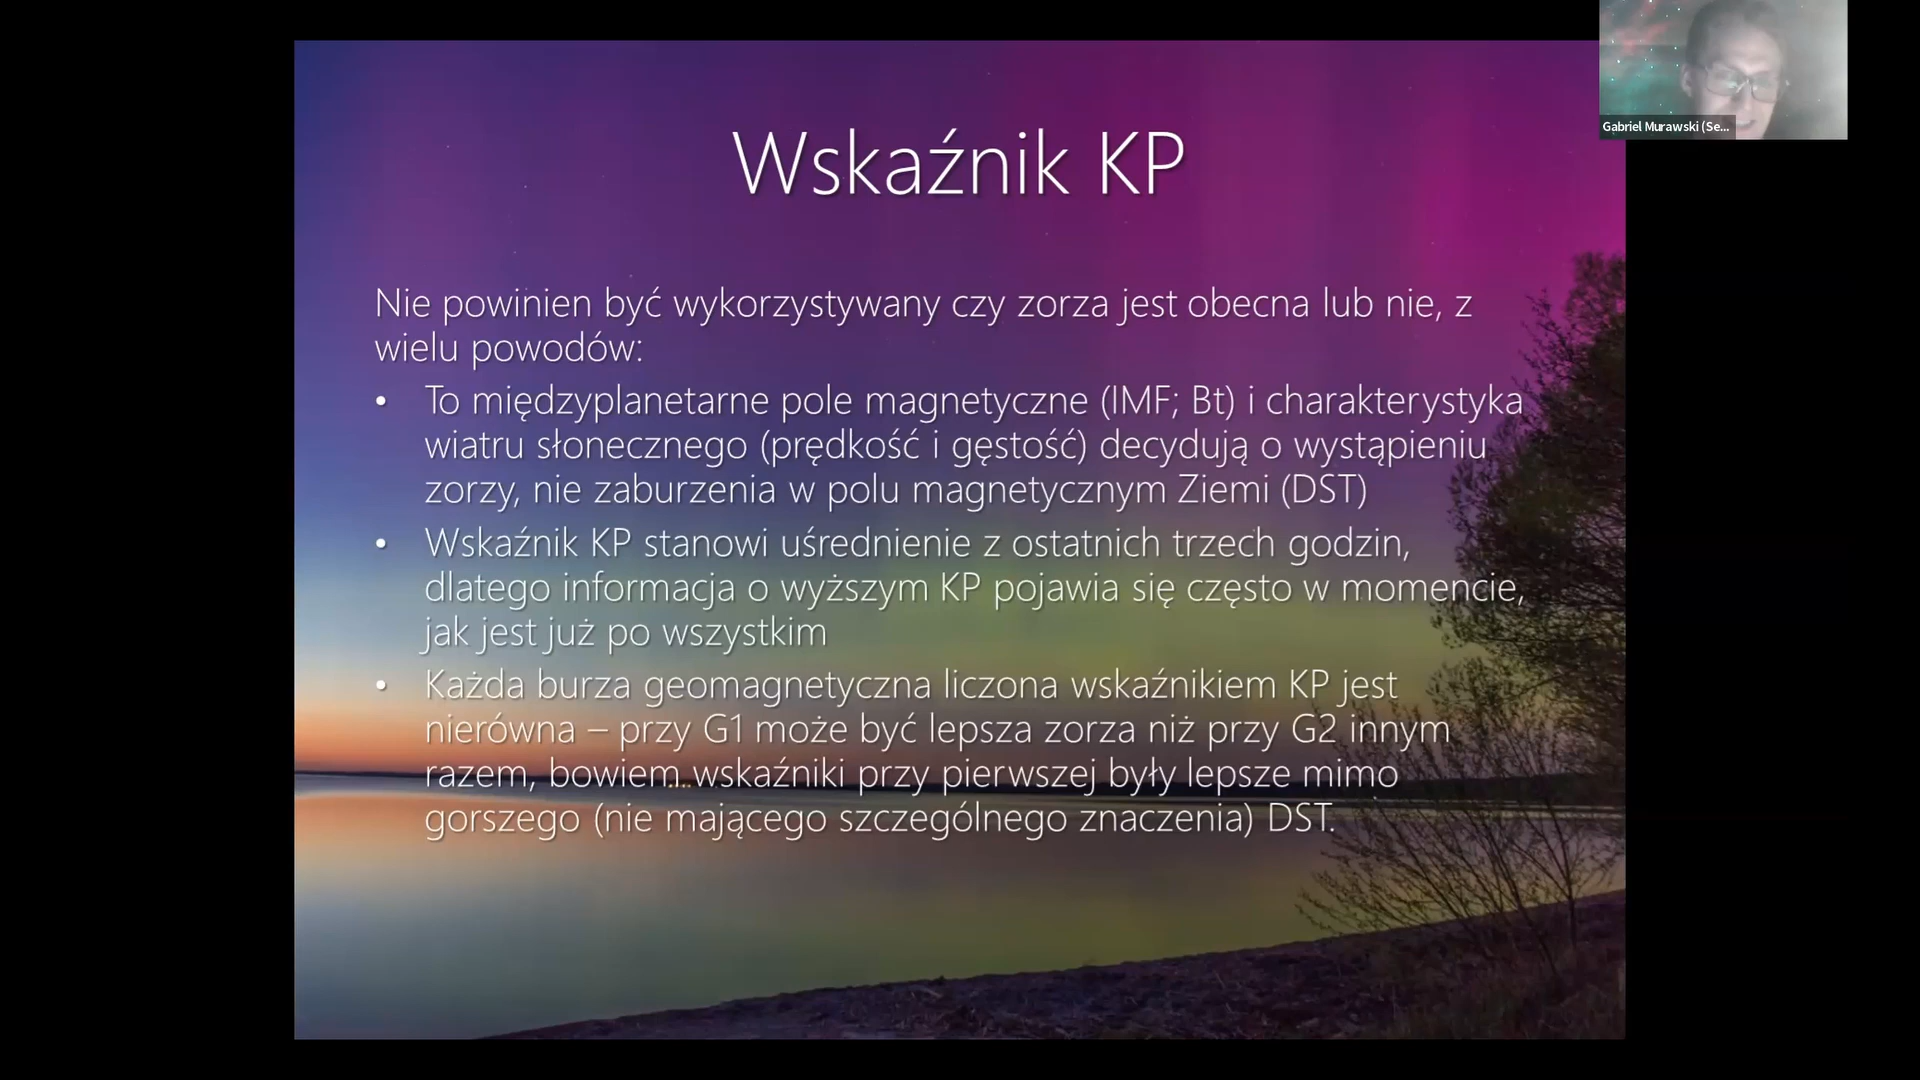 Wskaźnik KP
Gabriel Murawski (Se...
Nie powinien być wykorzystywany czy zorza jest obecna lub nie, z
wielu powodów:
• To międzyplanetarne pole magnetyczne (IMF; Bt) i charakterystyka
wiatru słonecznego (prędkość i gęstość) decydują o wystąpieniu
zorzy, nie zaburzenia w polu magnetycznym Ziemi (DST)
• Wskaźnik KP stanowi uśrednienie z ostatnich trzech godzin,
dlatego informacja o wyższym KP pojawia się często w momencie,
jak jest już po wszystkim
• Każda burza geomagnetyczna liczona wskaźnikiem KP jest
nierówna – przy G1 może być lepsza zorza niż przy G2 innym
razem, bowiem wskaźniki przy pierwszej były lepsze mimo
gorszego (nie mającego szczególnego znaczenia) DST.